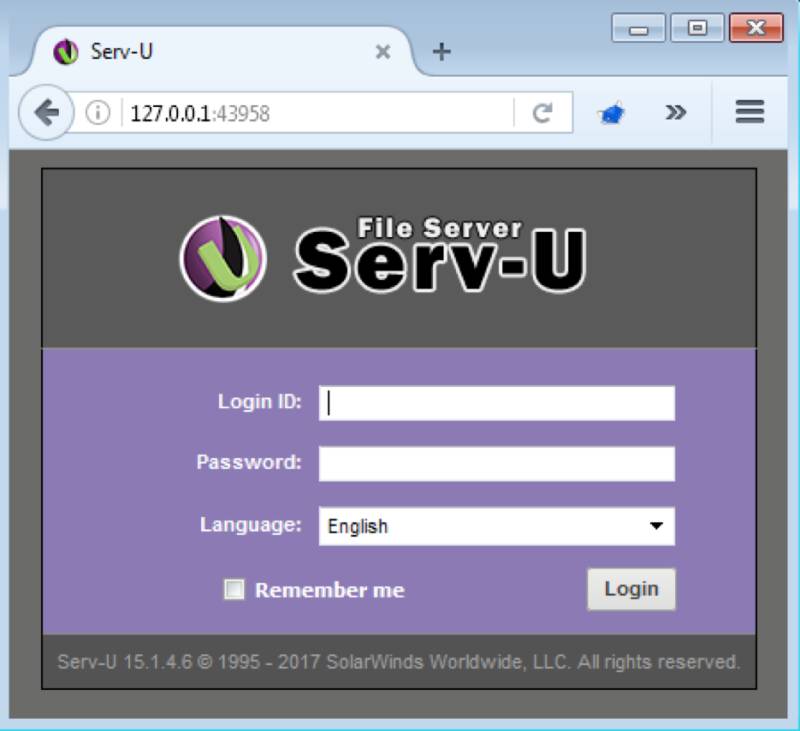 Serv-U
127.0.0.1:43958
File Server
Serv-U
Login ID:
Password:
Language: English
Remember me Login
Serv-U 15.1.4.6 © 1995 - 2017 SolarWinds Worldwide, LLC. All rights reserved.